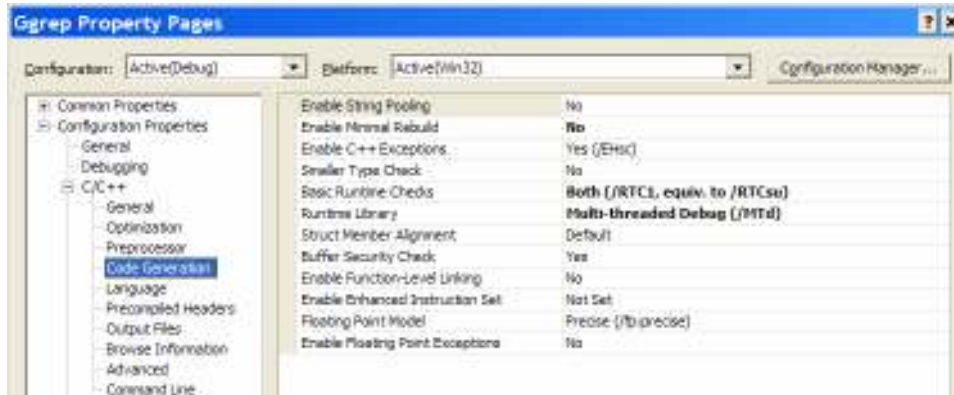 Ggrep Property Pages
Configuration: Active(Debug) Platform: Active(Win32) Configuration Manager...
Common Properties
Configuration Properties
General
Debugging
C/C++
General
Optimization
Preprocessor
Code Generation
Language
Precompiled Headers
Output Files
Browse Information
Advanced
Command Line
Enable String Pooling No
Enable Minimal Rebuild No
Enable C++ Exceptions Yes (/EHsc)
Smaller Type Check No
Basic Runtime Checks Both (/RTC1, equiv. to /RTCsu)
Runtime Library Multi-threaded Debug (/MTd)
Struct Member Alignment Default
Buffer Security Check Yes
Enable Function-Level Linking No
Enable Enhanced Instruction Set Not Set
Floating Point Model Precise (/fp:precise)
Enable Floating Point Exceptions No